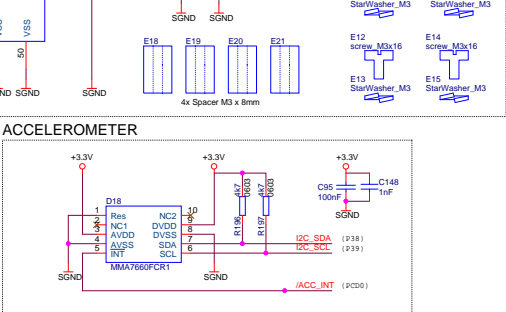 StarWasher_M3
StarWasher_M3
VSS
VSS
50
SGND
SGND
ND
SGND
SGND
E12
screw_M3x16
E14
screw_M3x16
E13
StarWasher_M3
E15
StarWasher_M3
E18
E19
E20
E21
4x Spacer M3 x 8mm
ACCELEROMETER
+3.3V
+3.3V
+3.3V
D18
1
2
3
4
5
Res
NC1
AVDD
AVSS
INT
NC2
DVDD
DVSS
SDA
SCL
10
9
8
7
6
MMA7660FCR1
SGND
SGND
4k7
0603
R196
4k7
0603
R197
C95
100nF
C148
1nF
SGND
I2C_SDA (P38)
I2C_SCL (P39)
/ACC_INT (PCD0)